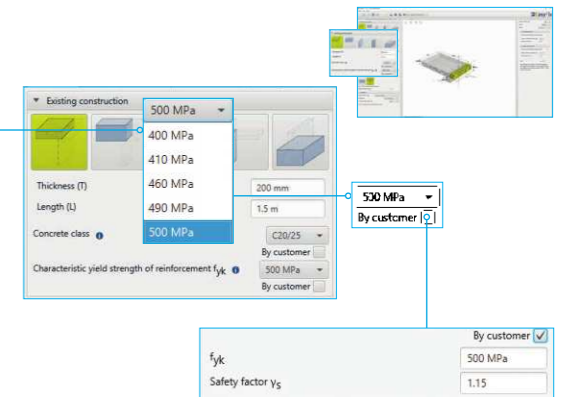 Existing construction
500 MPa
400 MPa
410 MPa
460 MPa
490 MPa
500 MPa
Thickness (T) 200 mm
Length (L) 1.5 m
Concrete class C20/25
By customer
Characteristic yield strength of reinforcement fyk 500 MPa
By customer
500 MPa
By customer
By customer
fyk 500 MPa
Safety factor γs 1.15